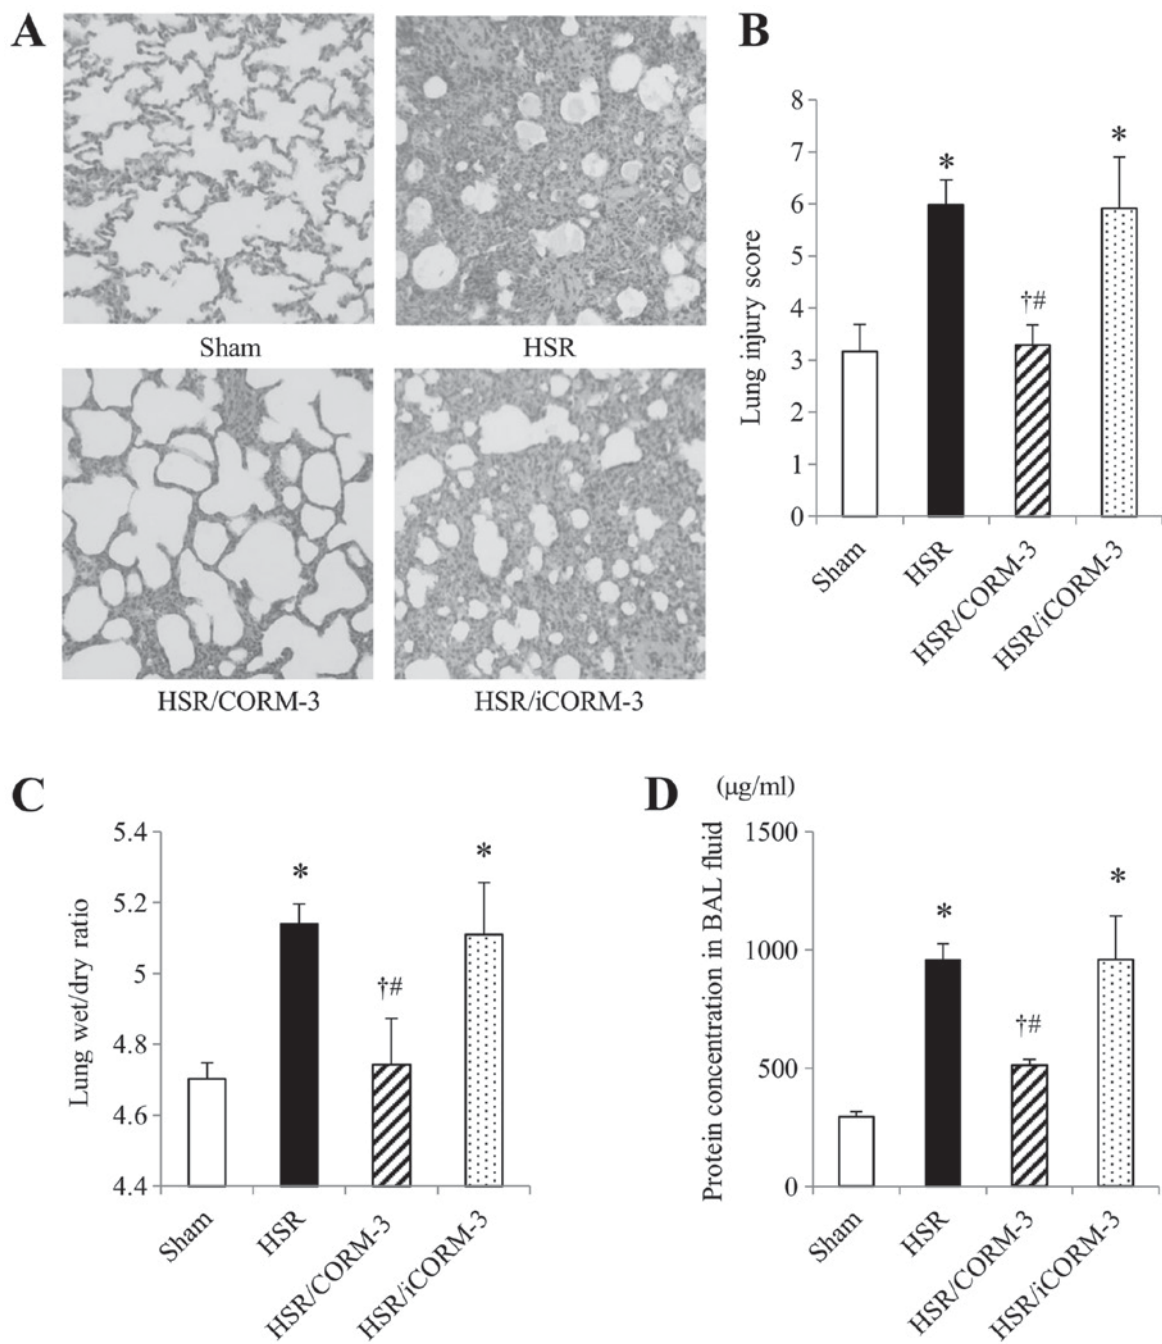 A
Sham
HSR
HSR/CORM-3
HSR/iCORM-3
B
Lung injury score
8
7
6
5
4
3
2
1
0
*
†#
*
Sham
HSR
HSR/CORM-3
HSR/iCORM-3
C
Lung wet/dry ratio
5.4
5.2
5
4.8
4.6
4.4
*
†#
*
Sham
HSR
HSR/CORM-3
HSR/iCORM-3
D
(μg/ml)
Protein concentration in BAL fluid
1500
1000
500
0
*
†#
*
Sham
HSR
HSR/CORM-3
HSR/iCORM-3